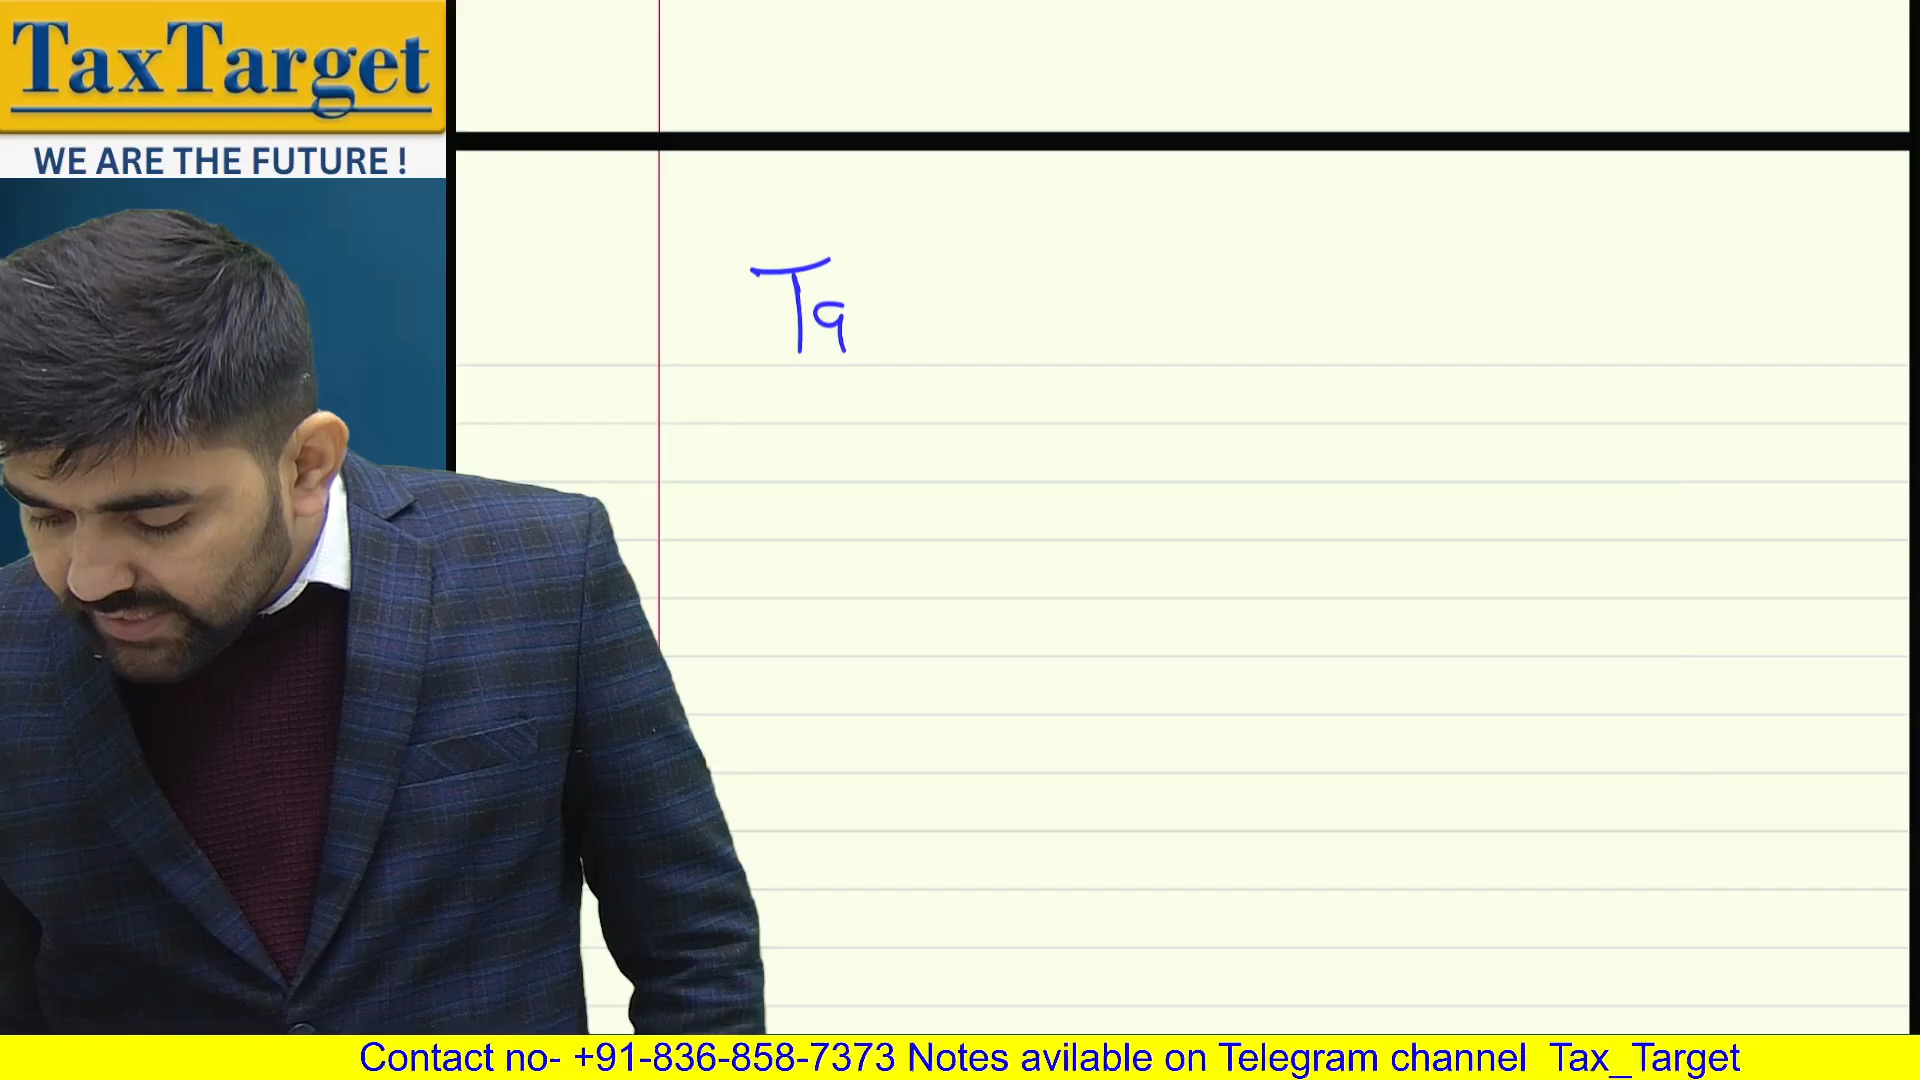 TaxTarget
WE ARE THE FUTURE !
Ta
Contact no- +91-836-858-7373 Notes avilable on Telegram channel Tax_Target